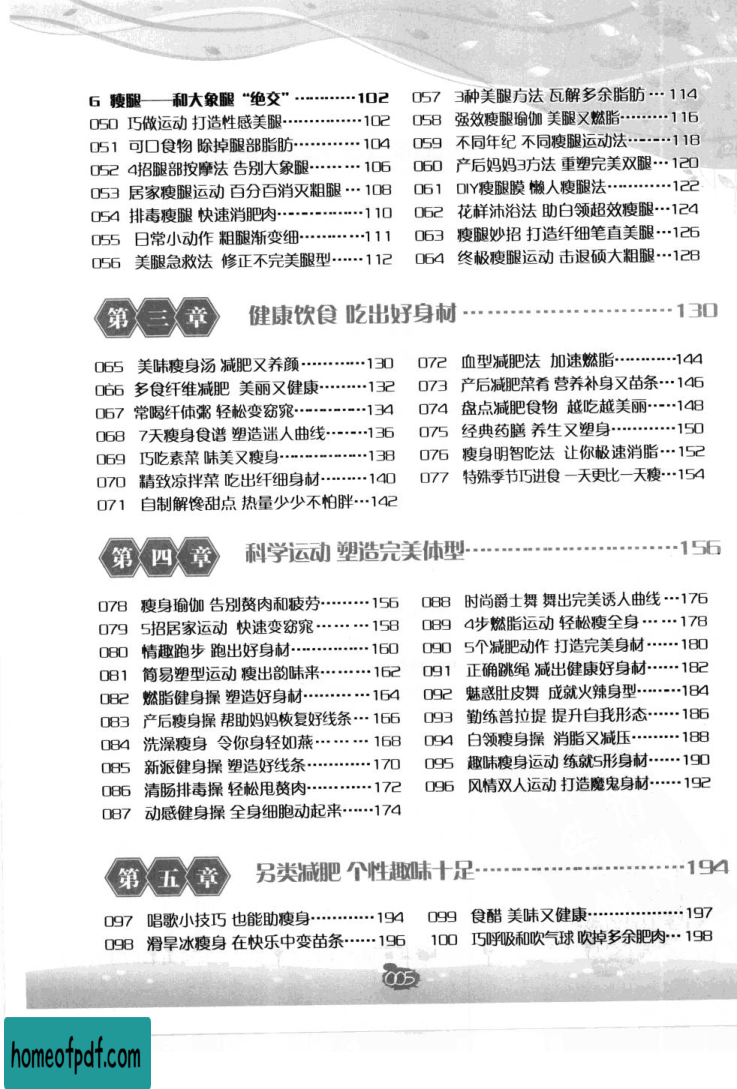 6 瘦腿——和大象腿“绝交”…………102
050 巧做运动 打造性感美腿…………102
051 可口食物 除掉腿部脂肪…………104
052 4招腿部按摩法 告别大象腿………106
053 居家瘦腿运动 百分百消灭粗腿…108
054 排毒瘦腿 快速消肥肉……………110
055 日常小动作 粗腿渐变细…………111
056 美腿急救法 修正不完美腿型……112
057 3种美腿方法 瓦解多余脂肪…114
058 强效瘦腿瑜伽 美腿又燃脂………116
059 不同年纪 不同瘦腿运动法………118
060 产后妈妈3方法 重塑完美双腿…120
061 DIY瘦腿膜 懒人瘦腿法…………122
062 花样沐浴法 助白领超效瘦腿…124
063 瘦腿妙招 打造纤细笔直美腿…126
064 终极瘦腿运动 击退硕大粗腿…128
第三章 健康饮食 吃出好身材……………………130
065 美味瘦身汤 减肥又养颜…………130
066 多食纤维减肥 美丽又健康………132
067 常喝纤体粥 轻松变窈窕…………134
068 7天瘦身食谱 塑造迷人曲线……136
069 巧吃素菜 味美又瘦身……………138
070 精致凉拌菜 吃出纤细身材………140
071 自制解馋甜点 热量少少不怕胖…142
072 血型减肥法 加速燃脂…………144
073 产后减肥菜肴 营养补身又苗条…146
074 盘点减肥食物 越吃越美丽……148
075 经典药膳 养生又塑身…………150
076 瘦身明智吃法 让你极速消脂…152
077 特殊季节巧进食 一天更比一天瘦…154
第四章 科学运动 塑造完美体型……………………156
078 瘦身瑜伽 告别赘肉和疲劳………156
079 5招居家运动 快速变窈窕………158
080 情趣跑步 跑出好身材……………160
081 简易塑型运动 瘦出韵味来………162
082 燃脂健身操 塑造好身材…………164
083 产后瘦身操 帮助妈妈恢复好线条…166
084 洗澡瘦身 令你身轻如燕………168
085 新派健身操 塑造好线条…………170
086 清肠排毒操 轻松甩赘肉…………172
087 动感健身操 全身细胞动起来……174
088 时尚爵士舞 舞出完美诱人曲线…176
089 4步燃脂运动 轻松瘦全身……178
090 5个减肥动作 打造完美身材……180
091 正确跳绳 减出健康好身材……182
092 魅惑肚皮舞 成就火辣身型………184
093 勤练普拉提 提升自我形态……186
094 白领瘦身操 消脂又减压………188
095 趣味瘦身运动 练就S形身材……190
096 风情双人运动 打造魔鬼身材……192
第五章 另类减肥 个性趣味十足……………………194
097 唱歌小技巧 也能助瘦身…………194
098 滑旱冰瘦身 在快乐中变苗条……196
099 食醋 美味又健康………………197
100 巧呼吸和吹气球 吹掉多余肥肉…198
005
homeofpdf.com